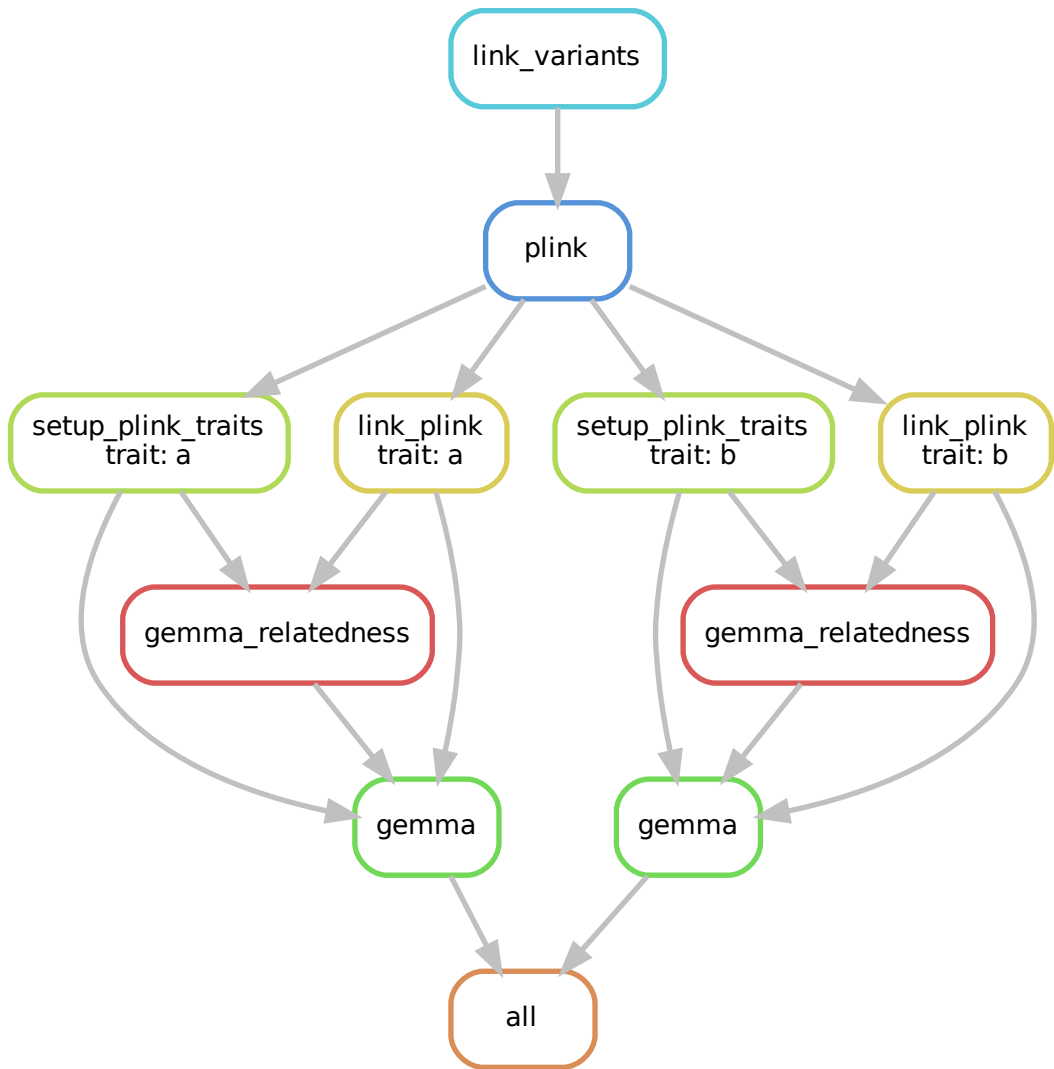 link_variants
plink
setup_plink_traits
trait: a
link_plink
trait: a
setup_plink_traits
trait: b
link_plink
trait: b
gemma_relatedness
gemma_relatedness
gemma
gemma
all